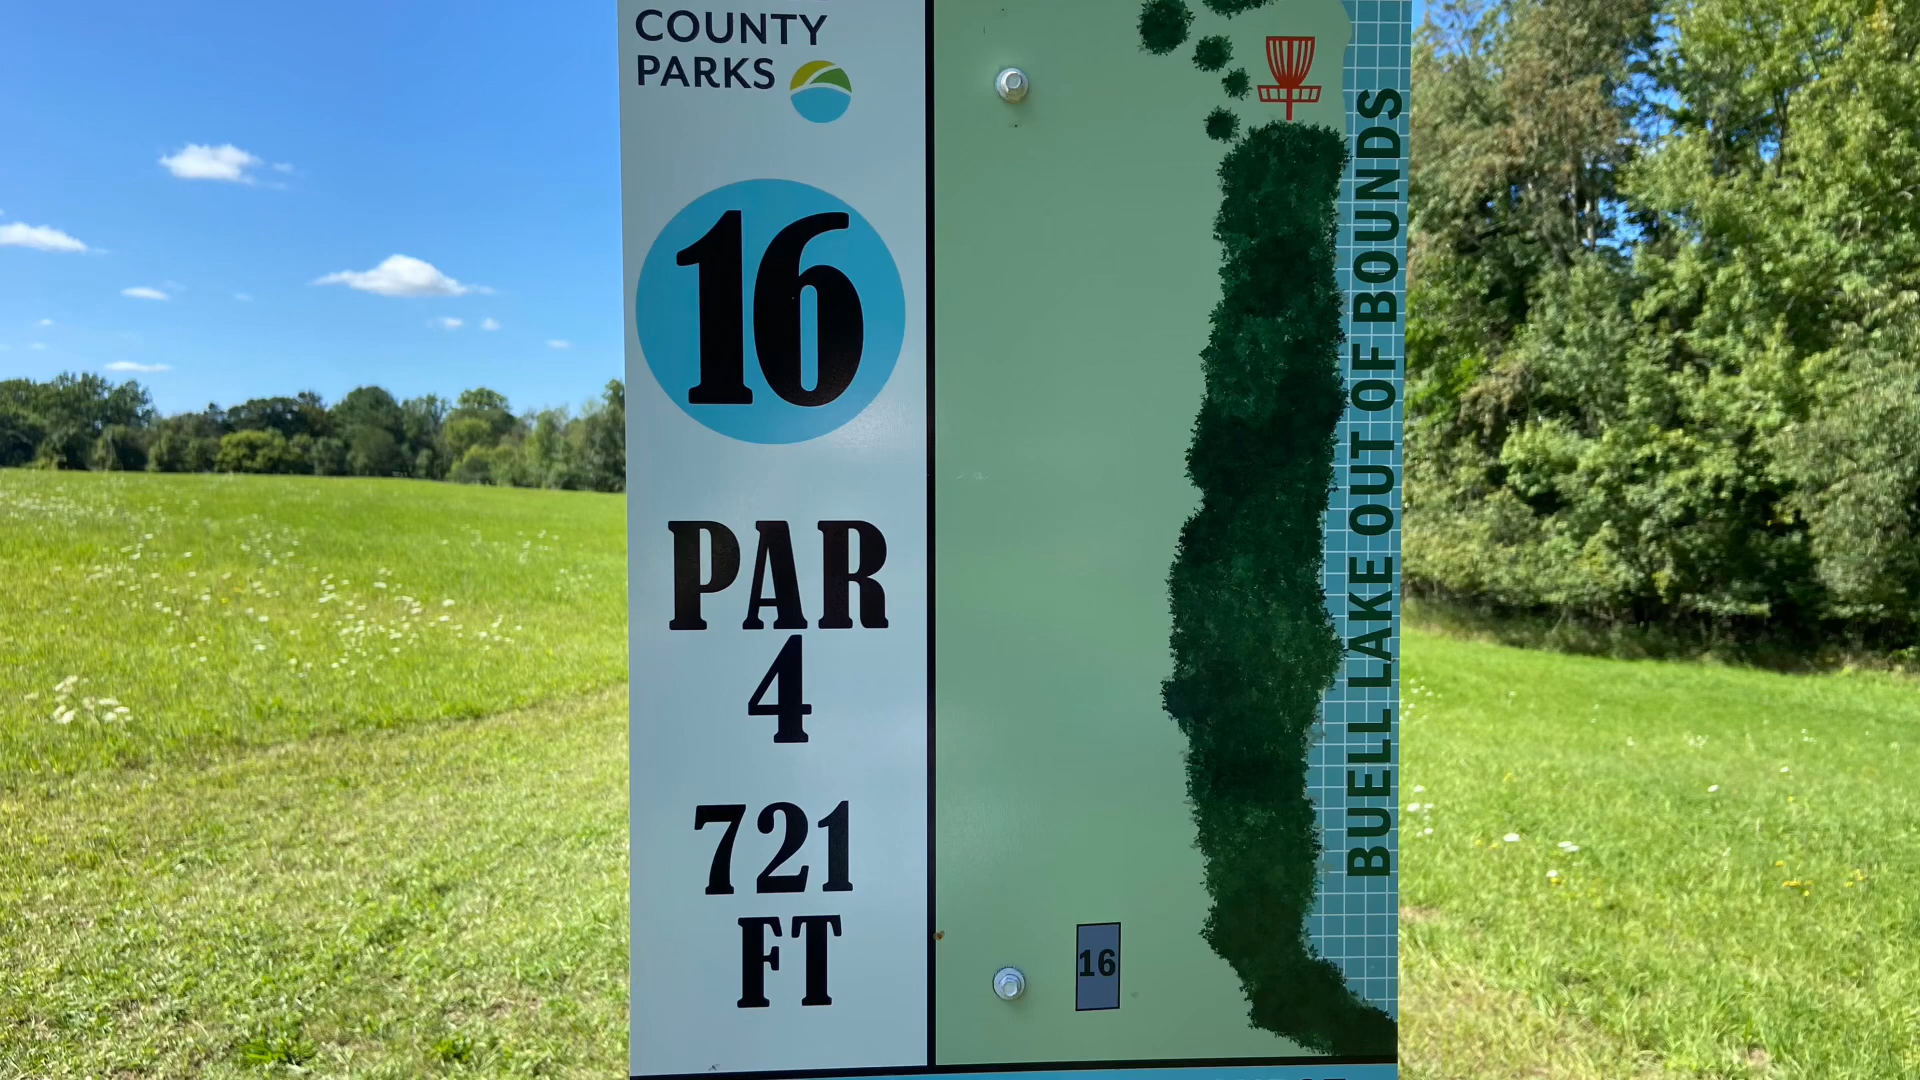 COUNTY
PARKS
16
PAR
4
721
FT
BUELL LAKE OUT OF BOUNDS
16